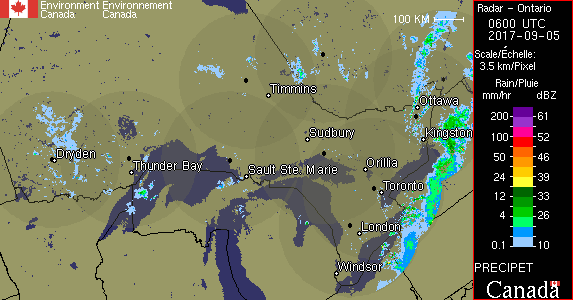 Environment Environnement
Canada Canada
100 KM
Timmins
Ottawa
Sudbury
Kingston
Dryden
Thunder Bay
Sault Ste. Marie
Orillia
Toronto
London
Windsor
Radar - Ontario
0600 UTC
2017-09-05
Scale/Échelle:
3.5 km/Pixel
Rain/Pluie
mm/hr dBZ
200 61
100 52
50 46
24 39
12 33
4 26
0.1 10
PRECIPET
Canada